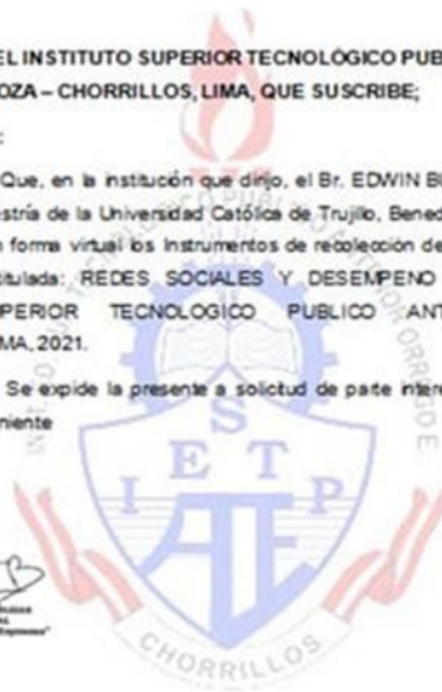 EL INSTITUTO SUPERIOR TECNOLÓGICO PUB
OZA – CHORRILLOS, LIMA, QUE SUSCRIBE;
:
Que, en la institución que dirijo, el Br. EDWIN B
estría de la Universidad Católica de Trujillo, Bened
n forma virtual los Instrumentos de recolección de
titulada: REDES SOCIALES Y DESEMPEÑO
UPERIOR TECNOLOGICO PUBLICO ANT
MA, 2021.
Se expide la presente a solicitud de parte intere
niente
S
E T
I P
CHORRILLOS